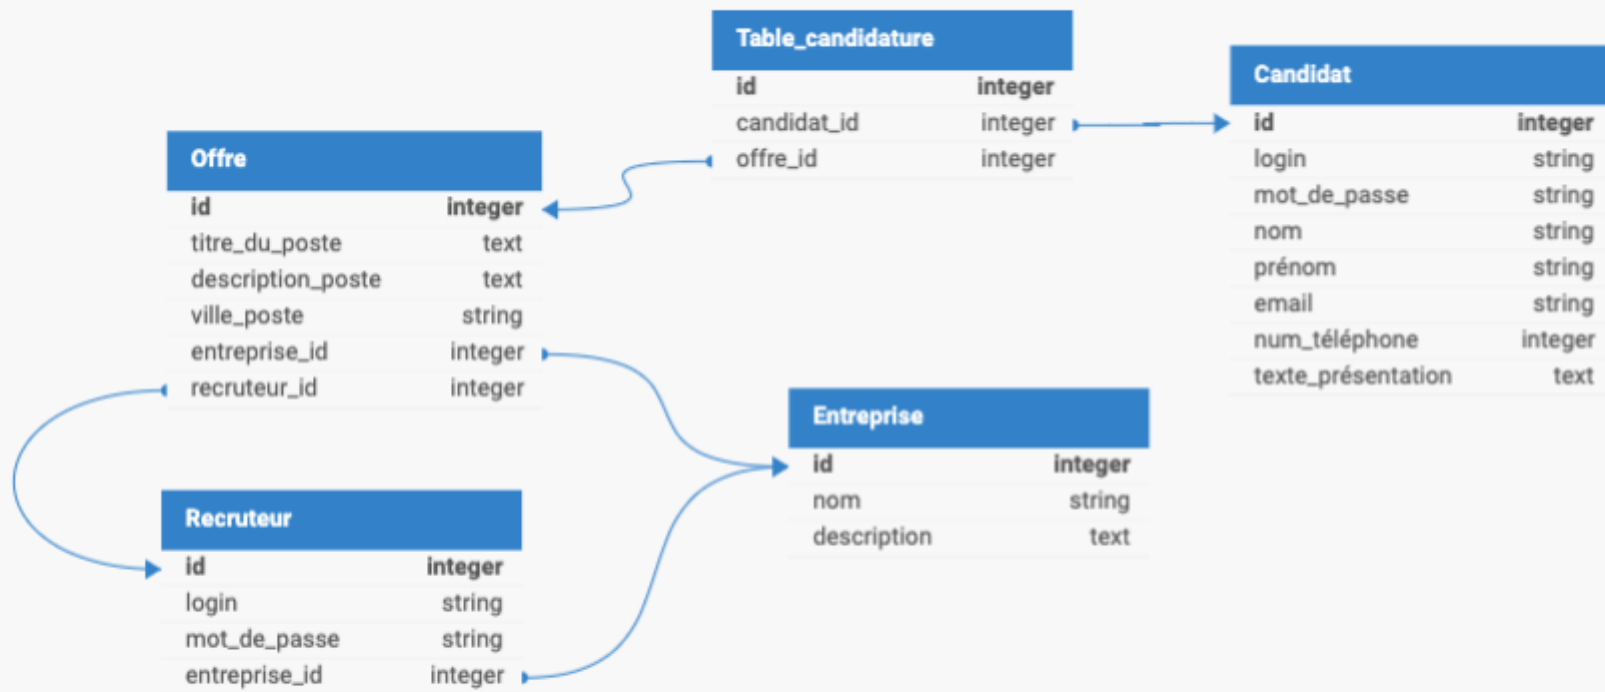 Table_candidature
id integer
candidat_id integer
offre_id integer
Candidat
id integer
login string
mot_de_passe string
nom string
prénom string
email string
num_téléphone integer
texte_présentation text
Offre
id integer
titre_du_poste text
description_poste text
ville_poste string
entreprise_id integer
recruteur_id integer
Entreprise
id integer
nom string
description text
Recruteur
id integer
login string
mot_de_passe string
entreprise_id integer